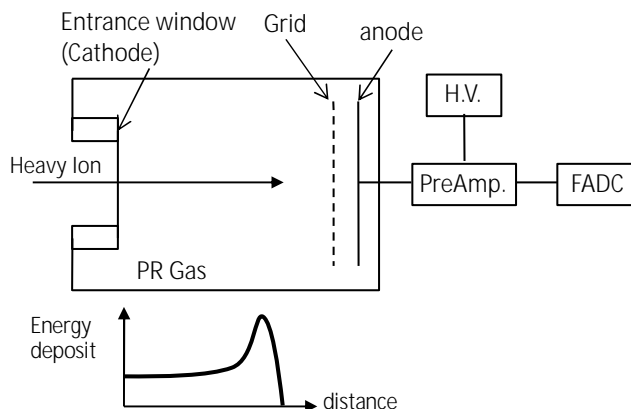 Entrance window
(Cathode)
Grid
anode
H.V.
Heavy Ion
PreAmp.
FADC
PR Gas
Energy
deposit
distance